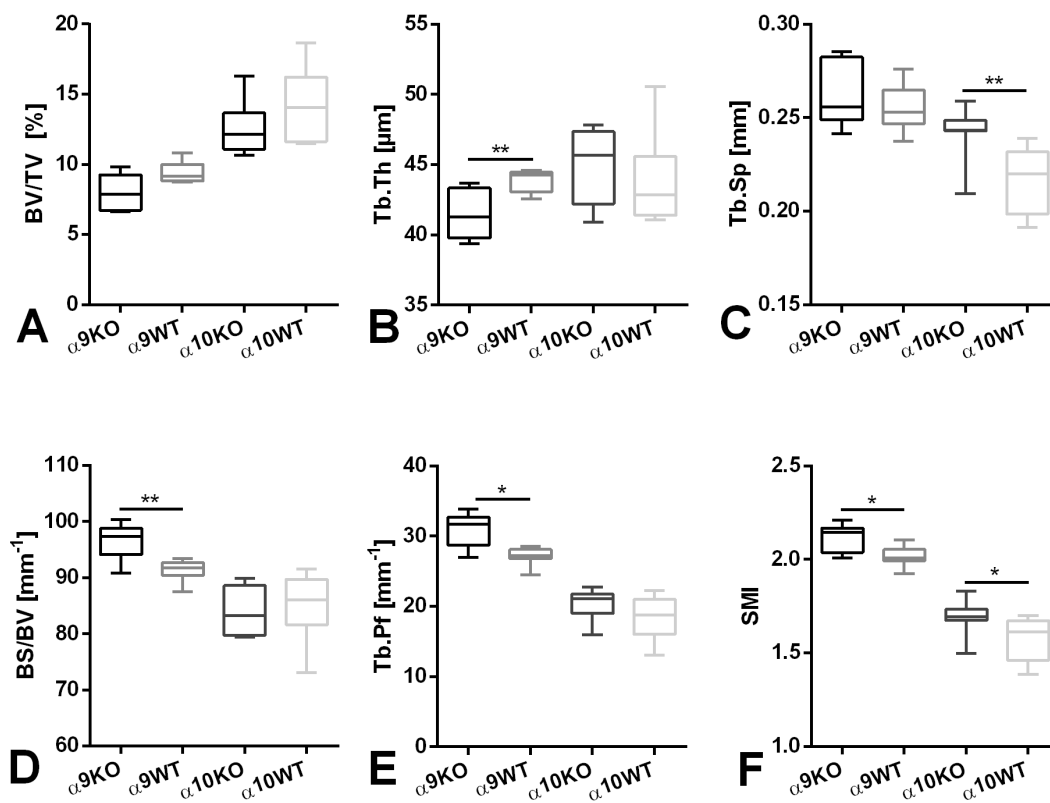 20
15
10
5
0
BV/TV [%]
A
α9KO
α9WT
α10KO
α10WT
55
50
45
40
35
Tb.Th [µm]
**
B
α9KO
α9WT
α10KO
α10WT
0.30
0.25
0.20
0.15
Tb.Sp [mm]
**
C
α9KO
α9WT
α10KO
α10WT
110
100
90
80
70
60
BS/BV [mm⁻¹]
**
D
α9KO
α9WT
α10KO
α10WT
40
30
20
10
0
Tb.Pf [mm⁻¹]
*
E
α9KO
α9WT
α10KO
α10WT
2.5
2.0
1.5
1.0
SMI
*
*
F
α9KO
α9WT
α10KO
α10WT